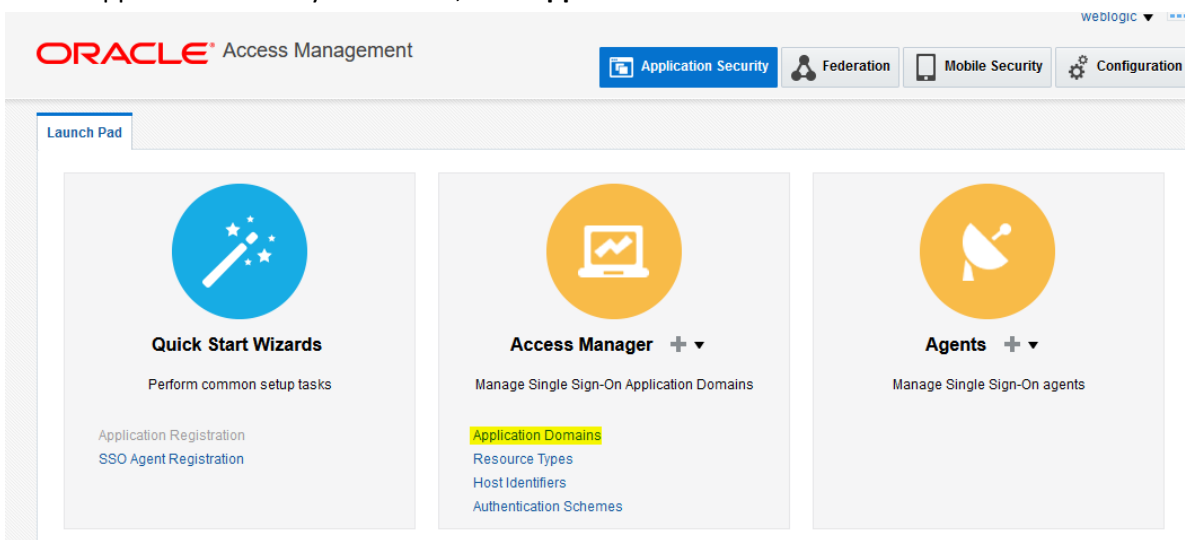 weblogic
ORACLE Access Management
Application Security
Federation
Mobile Security
Configuration
Launch Pad
Quick Start Wizards
Perform common setup tasks
Application Registration
SSO Agent Registration
Access Manager
Manage Single Sign-On Application Domains
Application Domains
Resource Types
Host Identifiers
Authentication Schemes
Agents
Manage Single Sign-On agents